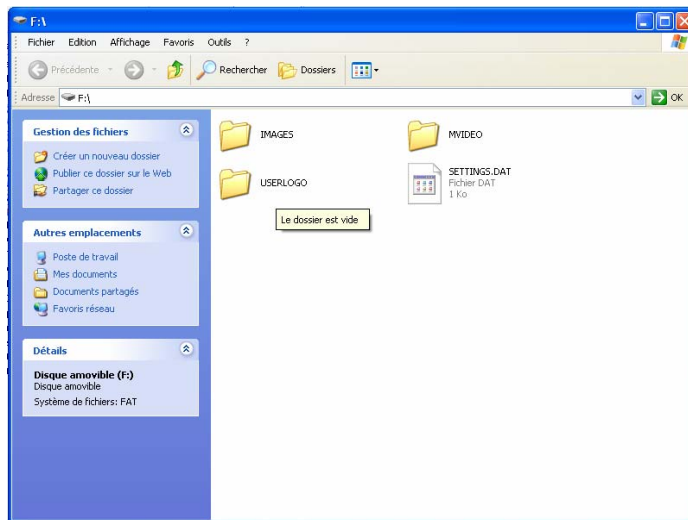 F:\
Fichier Edition Affichage Favoris Outils ?
Précédente Rechercher Dossiers
Adresse F:\ OK
Gestion des fichiers
Créer un nouveau dossier
Publier ce dossier sur le Web
Partager ce dossier
Autres emplacements
Poste de travail
Mes documents
Documents partagés
Favoris réseau
Détails
Disque amovible (F:)
Disque amovible
Système de fichiers: FAT
IMAGES
MVIDEO
USERLOGO
SETTINGS.DAT
Fichier DAT
1 Ko
Le dossier est vide